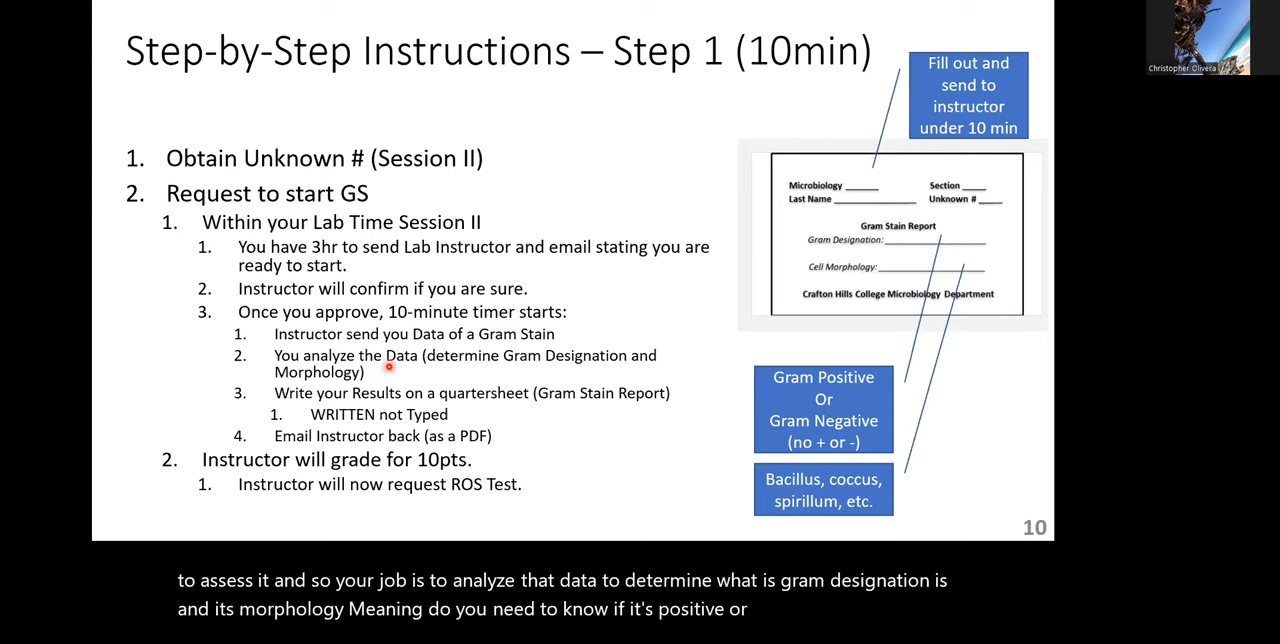 Step-by-Step Instructions – Step 1 (10min)
Christopher Olivera
Fill out and
send to
instructor
under 10 min
1. Obtain Unknown # (Session II)
2. Request to start GS
1. Within your Lab Time Session II
1. You have 3hr to send Lab Instructor and email stating you are
ready to start.
2. Instructor will confirm if you are sure.
3. Once you approve, 10-minute timer starts:
1. Instructor send you Data of a Gram Stain
2. You analyze the Data (determine Gram Designation and
Morphology)
3. Write your Results on a quartersheet (Gram Stain Report)
1. WRITTEN not Typed
4. Email Instructor back (as a PDF)
2. Instructor will grade for 10pts.
1. Instructor will now request ROS Test.
Microbiology _______ Section _____
Last Name ________________ Unknown # _____
Gram Stain Report
Gram Designation:____________________
Cell Morphology:_____________________
Crafton Hills College Microbiology Department
Gram Positive
Or
Gram Negative
(no + or -)
Bacillus, coccus,
spirillum, etc.
10
to assess it and so your job is to analyze that data to determine what is gram designation is
and its morphology Meaning do you need to know if it's positive or